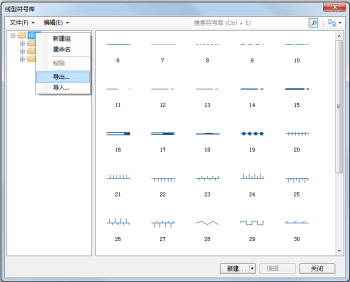 线型符号库
文件(F) 编辑(E) 搜索符号库 (Ctrl + E)
新建组
重命名
粘贴
导出...
导入...
6 7 8 9 10
11 12 13 14 15
16 17 18 19 20
21 22 23 24 25
26 27 28 29 30
新建... 编辑... 关闭